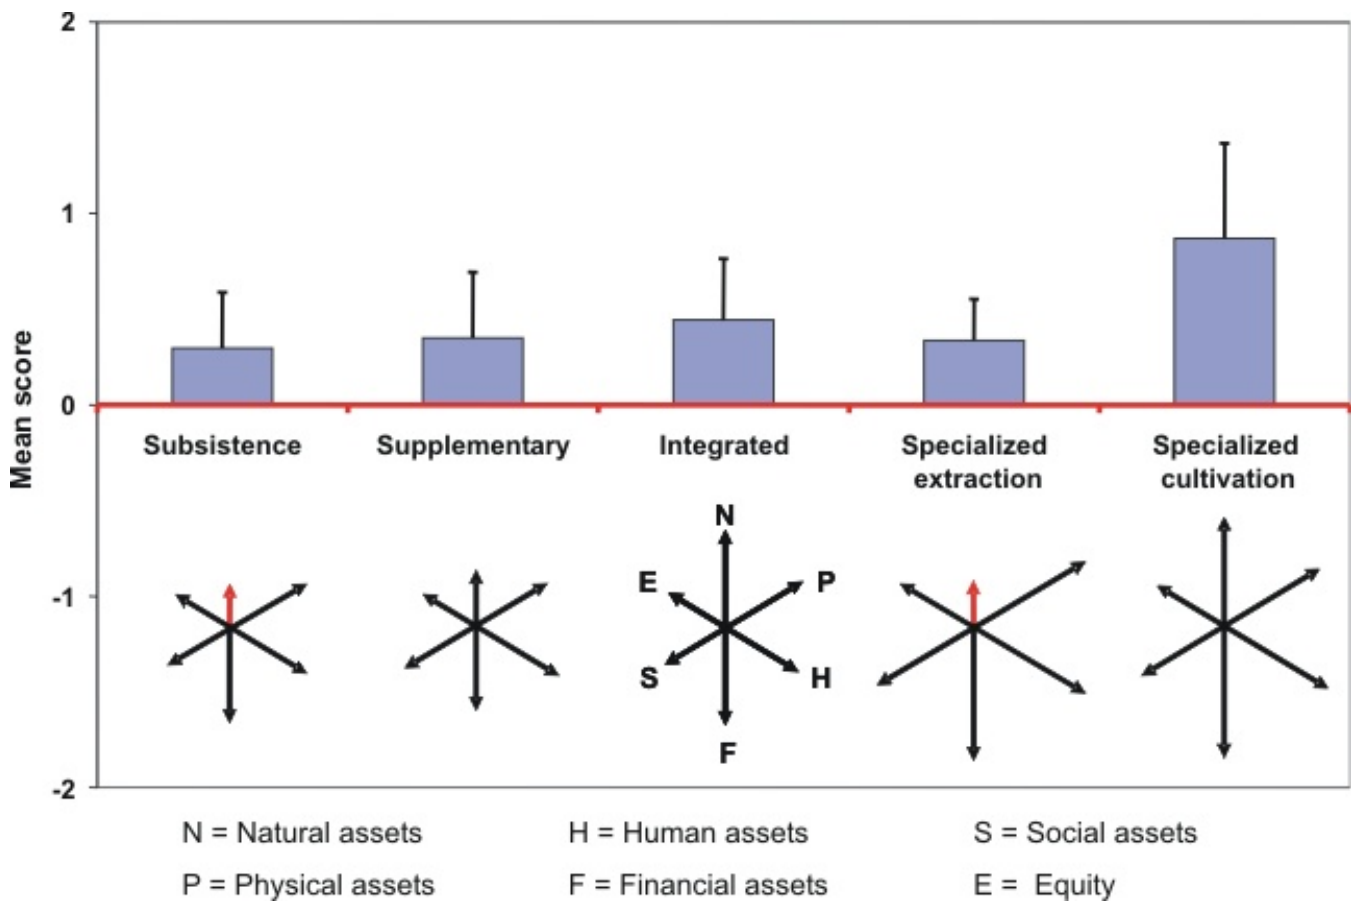 2
1
0
-1
-2
Mean score
Subsistence
Supplementary
Integrated
Specialized
extraction
Specialized
cultivation
N
E
P
S
H
F
N = Natural assets
H = Human assets
S = Social assets
P = Physical assets
F = Financial assets
E = Equity